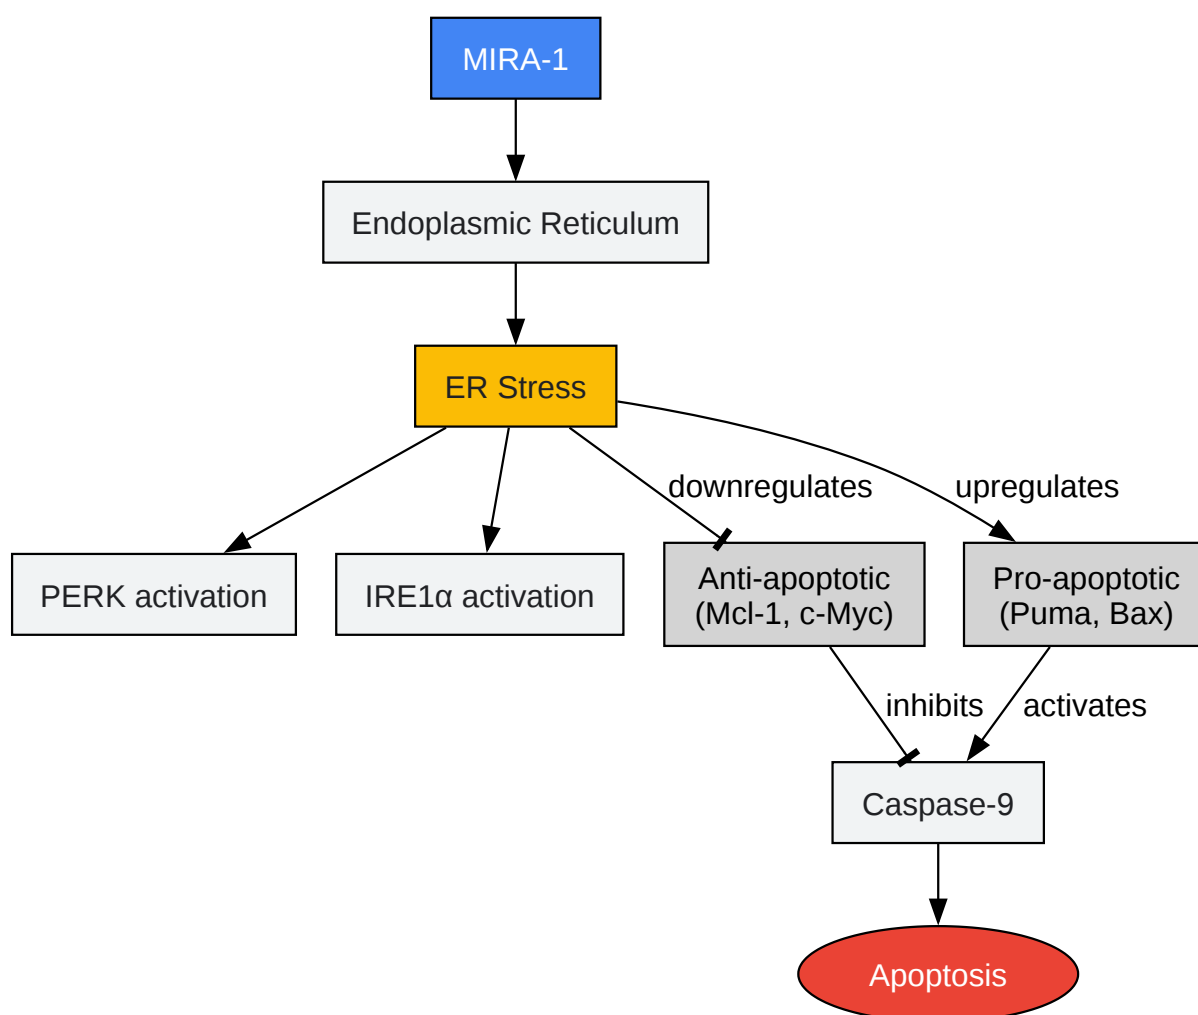 MIRA-1
Endoplasmic Reticulum
ER Stress
downregulates
upregulates
PERK activation
IRE1α activation
Anti-apoptotic
(Mcl-1, c-Myc)
Pro-apoptotic
(Puma, Bax)
inhibits
activates
Caspase-9
Apoptosis